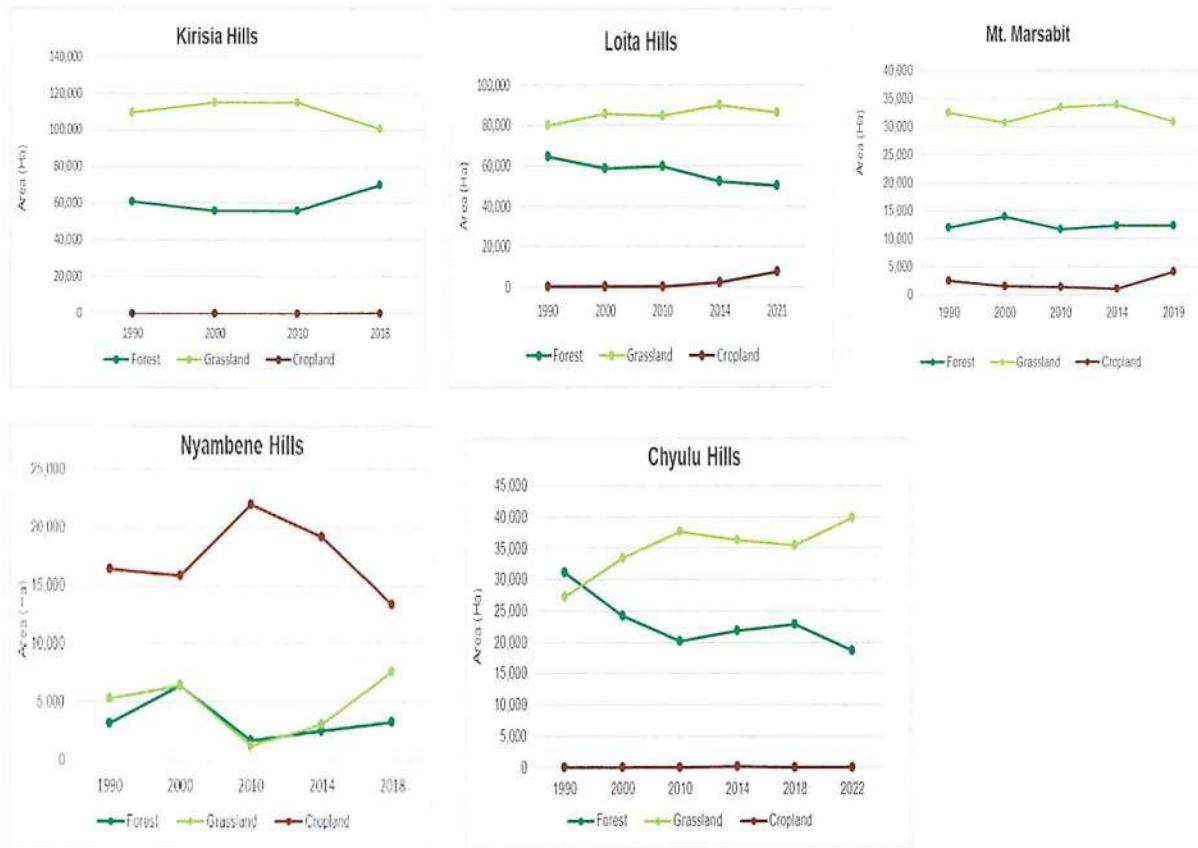 Kirisia Hills
140,000
120,000
100,000
80,000
60,000
40,000
20,000
0
Area (Ha)
1990 2000 2010 2018
Forest Grassland Cropland
Loita Hills
100,000
80,000
60,000
40,000
20,000
0
Area (Ha)
1990 2000 2010 2014 2021
Forest Grassland Cropland
Mt. Marsabit
40,000
35,000
30,000
25,000
20,000
15,000
10,000
5,000
0
Area (Ha)
1990 2000 2010 2014 2019
Forest Grassland Cropland
Nyambene Hills
25,000
20,000
15,000
10,000
5,000
0
Area (Ha)
1990 2000 2010 2014 2018
Forest Grassland Cropland
Chyulu Hills
45,000
40,000
35,000
30,000
25,000
20,000
15,000
10,000
5,000
0
Area (Ha)
1990 2000 2010 2014 2018 2022
Forest Grassland Cropland